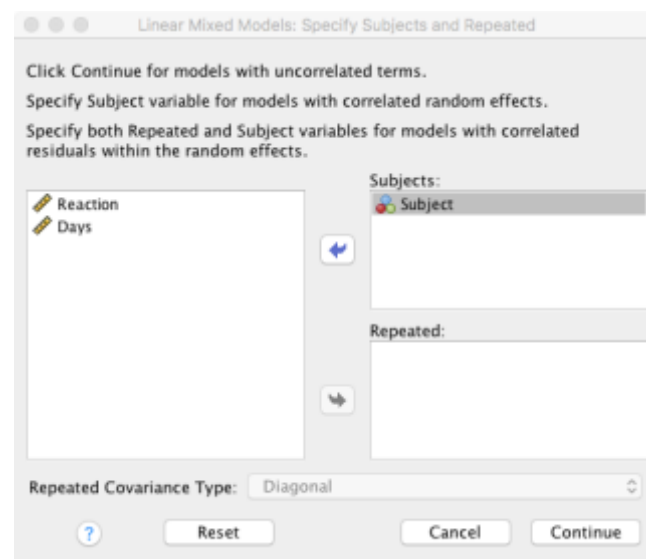 Linear Mixed Models: Specify Subjects and Repeated
Click Continue for models with uncorrelated terms.
Specify Subject variable for models with correlated random effects.
Specify both Repeated and Subject variables for models with correlated
residuals within the random effects.
Subjects:
Reaction
Days
Subject
Repeated:
Repeated Covariance Type: Diagonal
? Reset Cancel Continue